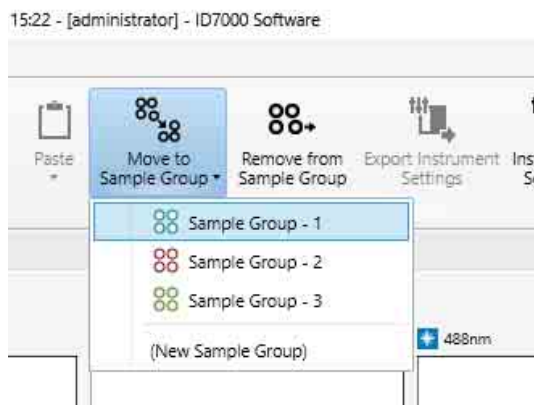 15:22 - [administrator] - ID7000 Software
Paste
Move to
Sample Group
Remove from
Sample Group
Export Instrument
Settings
Sample Group - 1
Sample Group - 2
Sample Group - 3
(New Sample Group)
488nm